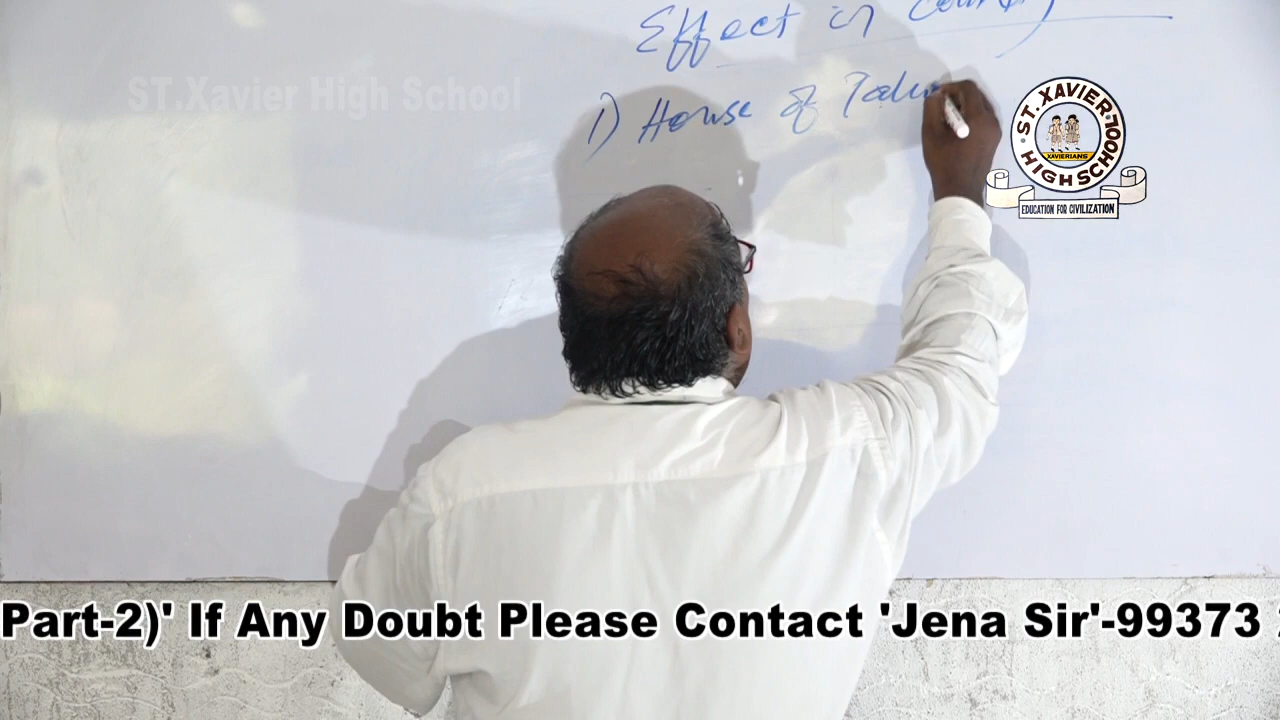 Effect in
ST.Xavier High School
1) House of
ST. XAVIER HIGH SCHOOL
XAVIERIANS
EDUCATION FOR CIVILIZATION
Part-2)' If Any Doubt Please Contact 'Jena Sir'-99373